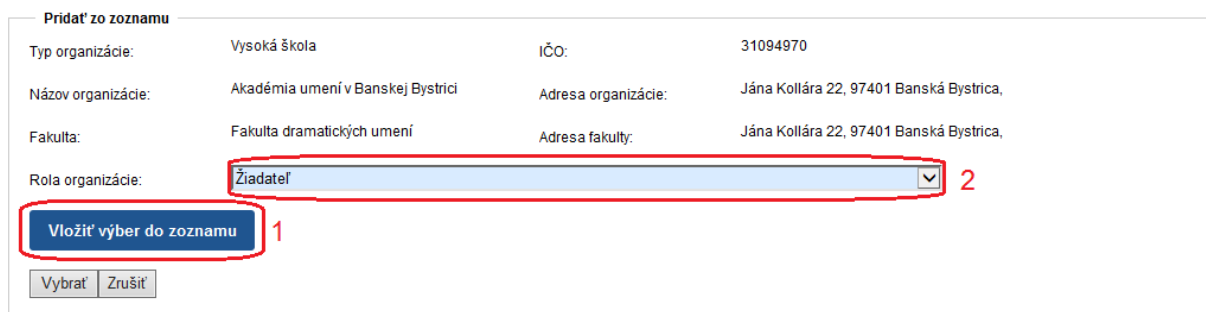 Pridať zo zoznamu
Typ organizácie: Vysoká škola IČO: 31094970
Názov organizácie: Akadémia umení v Banskej Bystrici Adresa organizácie: Jána Kollára 22, 97401 Banská Bystrica,
Fakulta: Fakulta dramatických umení Adresa fakulty: Jána Kollára 22, 97401 Banská Bystrica,
Rola organizácie: Žiadateľ 2
Vložiť výber do zoznamu 1
Vybrať Zrušiť